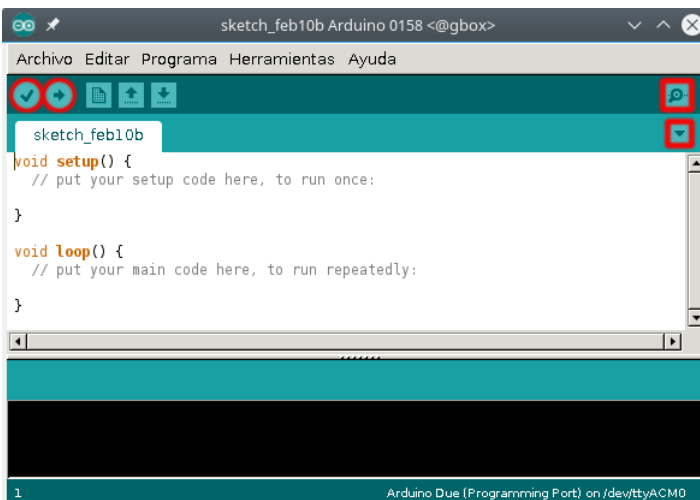 sketch_feb10b Arduino 0158 <@gbox>
Archivo Editar Programa Herramientas Ayuda
sketch_feb10b
void setup() {
// put your setup code here, to run once:
}
void loop() {
// put your main code here, to run repeatedly:
}
1 Arduino Due (Programming Port) on /dev/ttyACM0